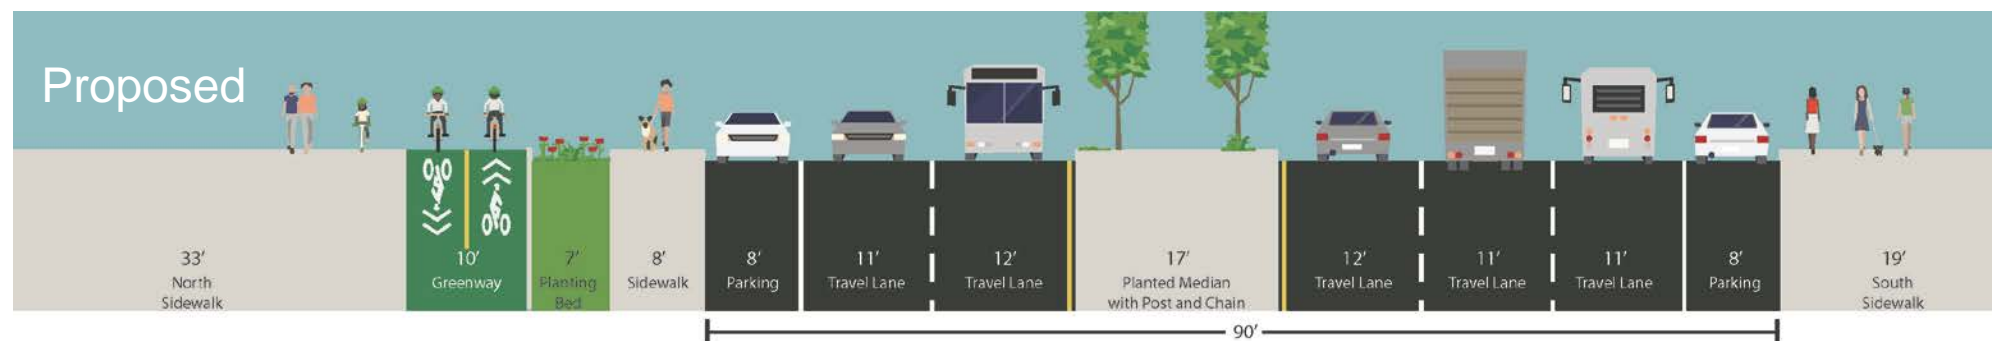 Proposed
33’
North
Sidewalk
10’
Greenway
7’
Planting
Bed
8’
Sidewalk
8’
Parking
11’
Travel Lane
12’
Travel Lane
17’
Planted Median
with Post and Chain
12’
Travel Lane
11’
Travel Lane
11’
Travel Lane
8’
Parking
19’
South
Sidewalk
90’